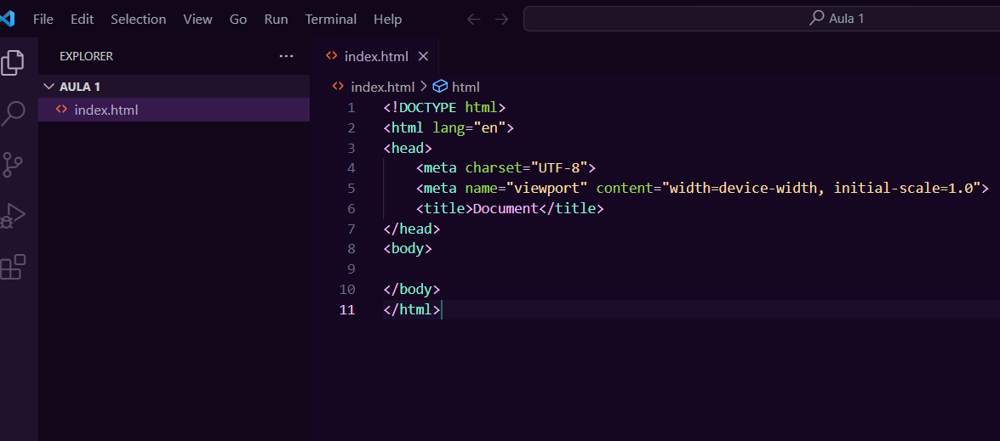 File Edit Selection View Go Run Terminal Help
Aula 1
EXPLORER ...
AULA 1
index.html
index.html
index.html > html
1 <!DOCTYPE html>
2 <html lang="en">
3 <head>
4     <meta charset="UTF-8">
5     <meta name="viewport" content="width=device-width, initial-scale=1.0">
6     <title>Document</title>
7 </head>
8 <body>
9
10 </body>
11 </html>